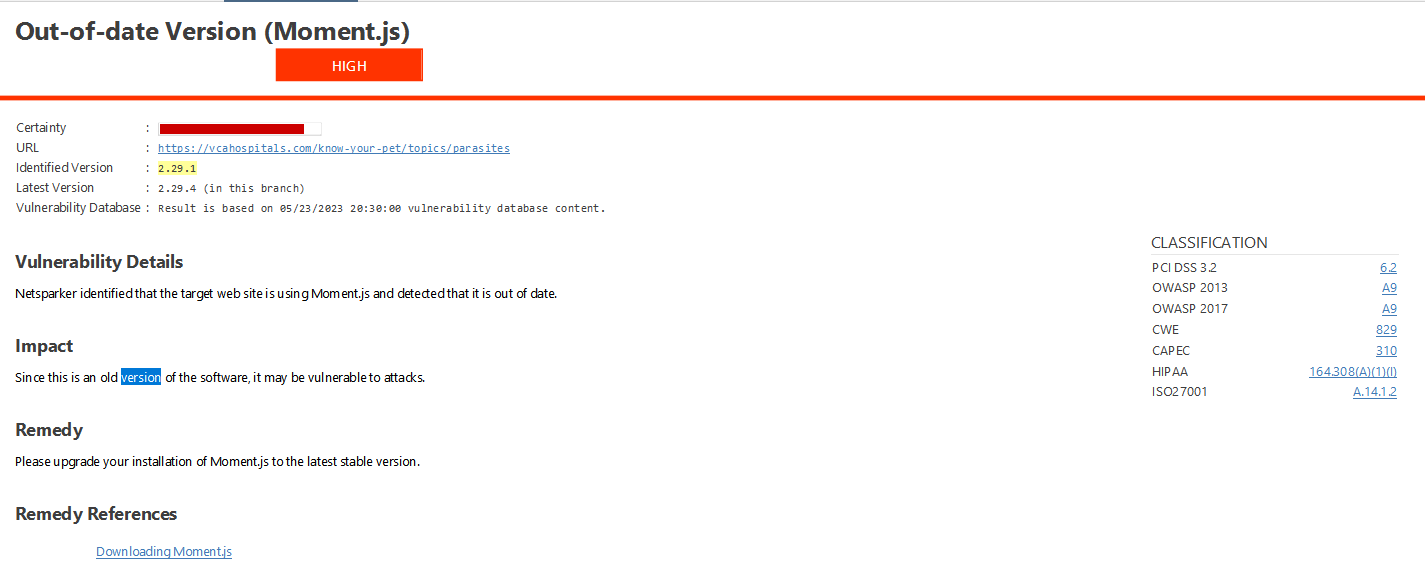 Out-of-date Version (Moment.js)
HIGH
Certainty :
URL : https://vcahospitals.com/know-your-pet/topics/parasites
Identified Version : 2.29.1
Latest Version : 2.29.4 (in this branch)
Vulnerability Database : Result is based on 05/23/2023 20:30:00 vulnerability database content.
Vulnerability Details
Netsparker identified that the target web site is using Moment.js and detected that it is out of date.
Impact
Since this is an old version of the software, it may be vulnerable to attacks.
Remedy
Please upgrade your installation of Moment.js to the latest stable version.
Remedy References
Downloading Moment.js
CLASSIFICATION
PCI DSS 3.2 6.2
OWASP 2013 A9
OWASP 2017 A9
CWE 829
CAPEC 310
HIPAA 164.308(A)(1)(I)
ISO27001 A.14.1.2